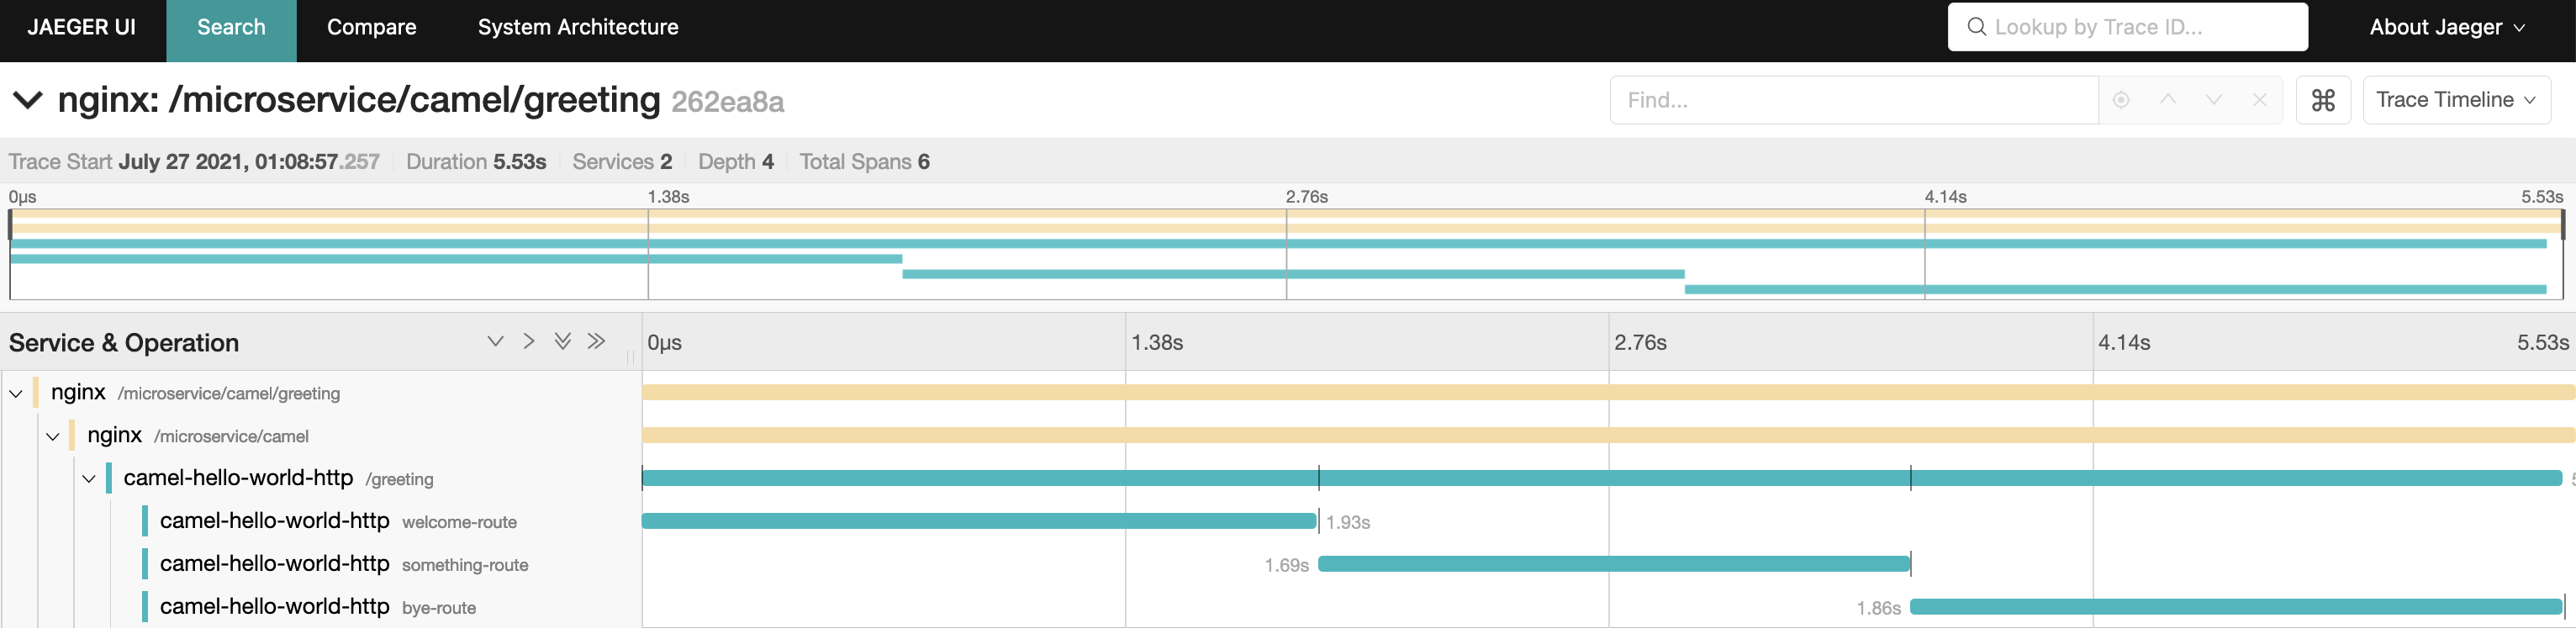 JAEGER UI Search Compare System Architecture Lookup by Trace ID... About Jaeger
nginx: /microservice/camel/greeting 262ea8a Find... ⌘ Trace Timeline
Trace Start July 27 2021, 01:08:57.257 Duration 5.53s Services 2 Depth 4 Total Spans 6
0μs 1.38s 2.76s 4.14s 5.53s
Service & Operation 0μs 1.38s 2.76s 4.14s 5.53s
nginx /microservice/camel/greeting
nginx /microservice/camel
camel-hello-world-http /greeting
camel-hello-world-http welcome-route 1.93s
camel-hello-world-http something-route 1.69s
camel-hello-world-http bye-route 1.86s